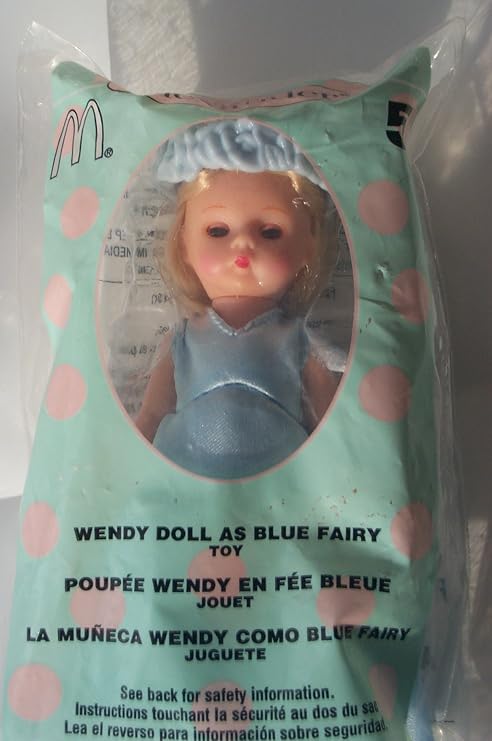 M®
5
WENDY DOLL AS BLUE FAIRY
TOY
POUPÉE WENDY EN FÉE BLEUE
JOUET
LA MUÑECA WENDY COMO BLUE FAIRY
JUGUETE
See back for safety information.
Instructions touchant la sécurité au dos du sac
Lea el reverso para información sobre seguridad.